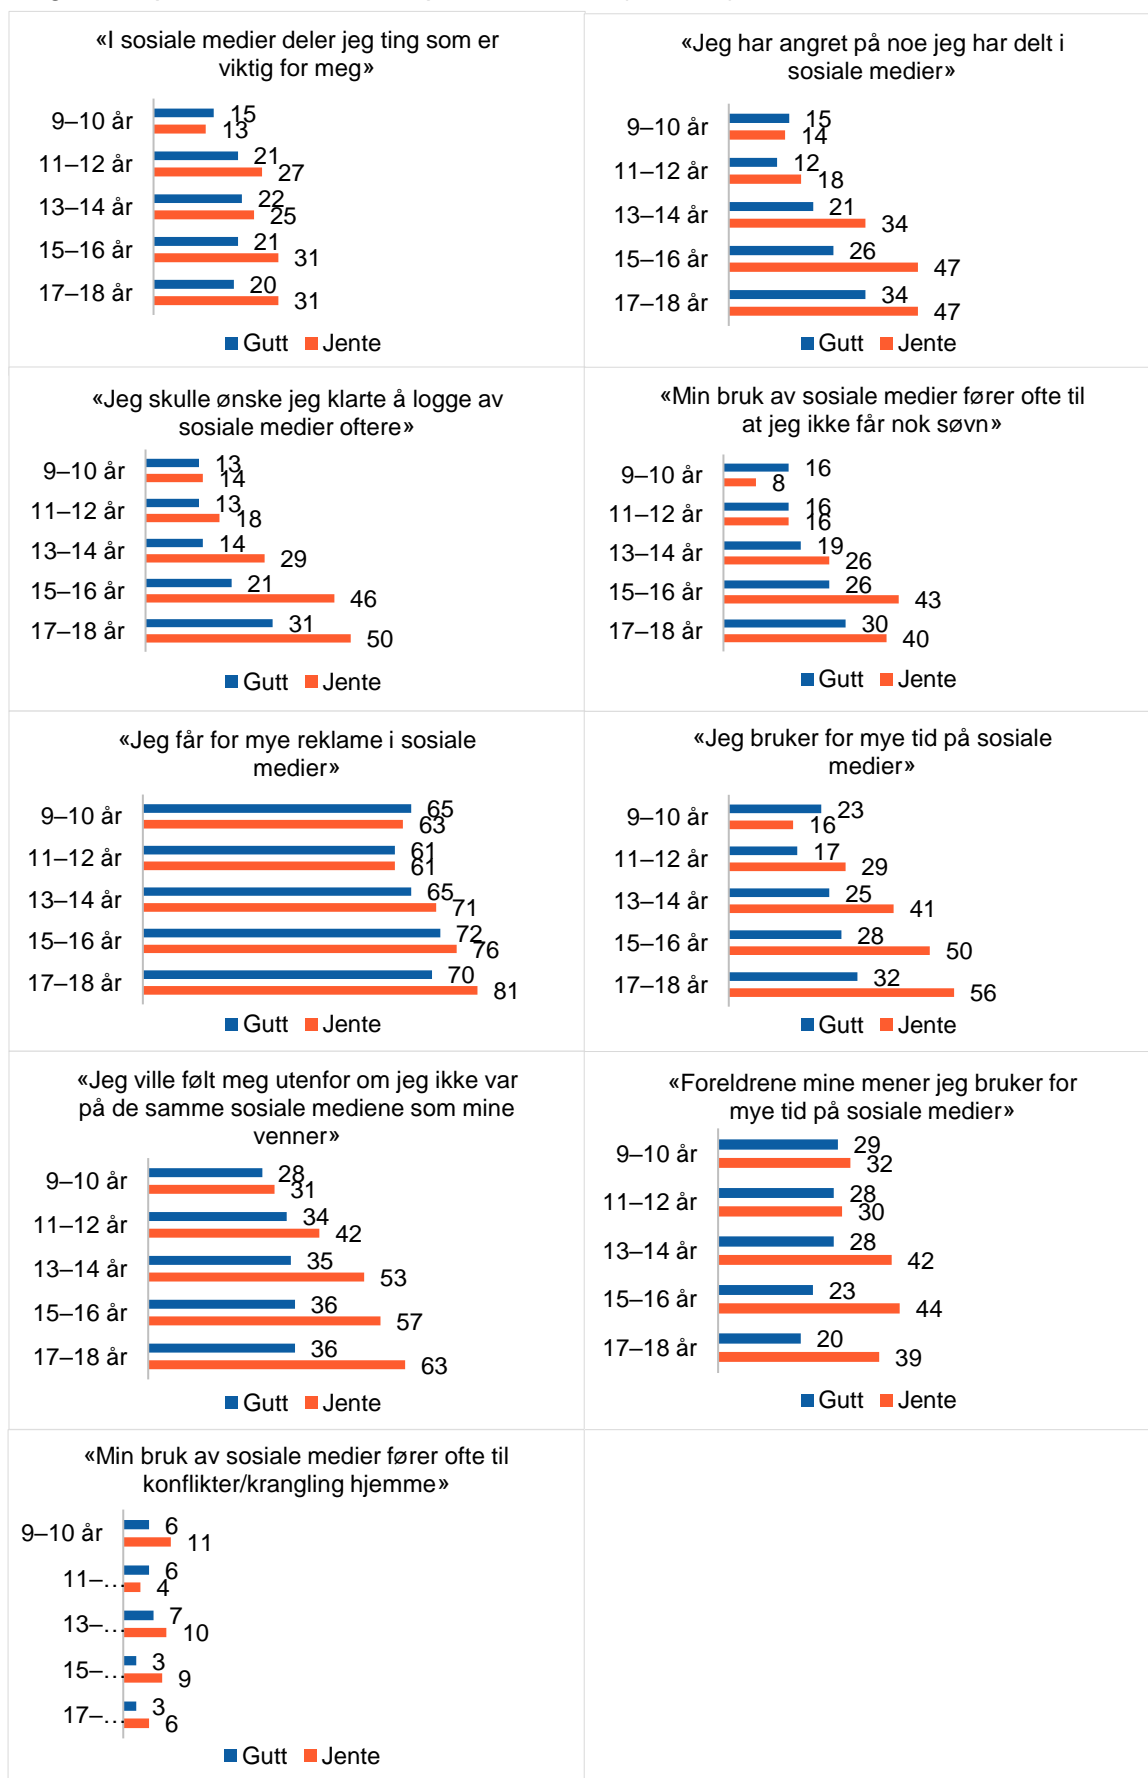 «I sosiale medier deler jeg ting som er
viktig for meg»
9–10 år
15
13
11–12 år
21
27
13–14 år
22
25
15–16 år
21
31
17–18 år
20
31
Gutt Jente
«Jeg har angret på noe jeg har delt i
sosiale medier»
9–10 år
15
14
11–12 år
12
18
13–14 år
21
34
15–16 år
26
47
17–18 år
34
47
Gutt Jente
«Jeg skulle ønske jeg klarte å logge av
sosiale medier oftere»
9–10 år
13
14
11–12 år
13
18
13–14 år
14
29
15–16 år
21
46
17–18 år
31
50
Gutt Jente
«Min bruk av sosiale medier fører ofte til
at jeg ikke får nok søvn»
9–10 år
16
8
11–12 år
16
16
13–14 år
19
26
15–16 år
26
43
17–18 år
30
40
Gutt Jente
«Jeg får for mye reklame i sosiale
medier»
9–10 år
65
63
11–12 år
61
61
13–14 år
65
71
15–16 år
72
76
17–18 år
70
81
Gutt Jente
«Jeg bruker for mye tid på sosiale
medier»
9–10 år
23
16
11–12 år
17
29
13–14 år
25
41
15–16 år
28
50
17–18 år
32
56
Gutt Jente
«Jeg ville følt meg utenfor om jeg ikke var
på de samme sosiale mediene som mine
venner»
9–10 år
28
31
11–12 år
34
42
13–14 år
35
53
15–16 år
36
57
17–18 år
36
63
Gutt Jente
«Foreldrene mine mener jeg bruker for
mye tid på sosiale medier»
9–10 år
29
32
11–12 år
28
30
13–14 år
28
42
15–16 år
23
44
17–18 år
20
39
Gutt Jente
«Min bruk av sosiale medier fører ofte til
konflikter/krangling hjemme»
9–10 år
6
11
11–…
6
4
13–…
7
10
15–…
3
9
17–…
3
6
Gutt Jente